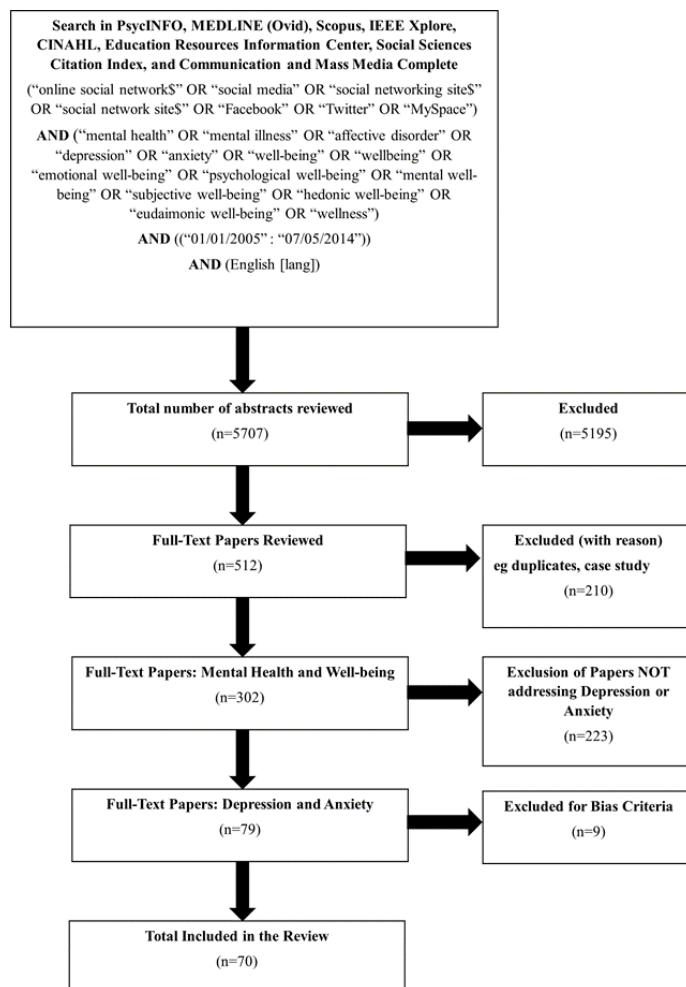 Search in PsycINFO, MEDLINE (Ovid), Scopus, IEEE Xplore,
CINAHL, Education Resources Information Center, Social Sciences
Citation Index, and Communication and Mass Media Complete
(“online social network$” OR “social media” OR “social networking site$”
OR “social network site$” OR “Facebook” OR “Twitter” OR “MySpace”)
AND (“mental health” OR “mental illness” OR “affective disorder” OR
“depression” OR “anxiety” OR “well-being” OR “wellbeing” OR
“emotional well-being” OR “psychological well-being” OR “mental well-
being” OR “subjective well-being” OR “hedonic well-being” OR
“eudaimonic well-being” OR “wellness”)
AND ((“01/01/2005” : “07/05/2014”))
AND (English [lang])
Total number of abstracts reviewed
(n=5707)
Excluded
(n=5195)
Full-Text Papers Reviewed
(n=512)
Excluded (with reason)
eg duplicates, case study
(n=210)
Full-Text Papers: Mental Health and Well-being
(n=302)
Exclusion of Papers NOT
addressing Depression or
Anxiety
(n=223)
Full-Text Papers: Depression and Anxiety
(n=79)
Excluded for Bias Criteria
(n=9)
Total Included in the Review
(n=70)